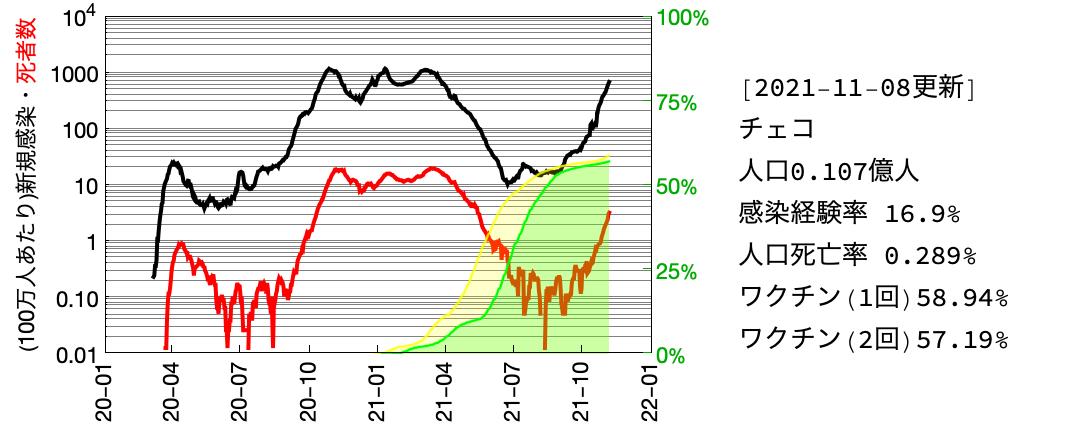 (100万人あたり)新規感染・死者数
10⁴
1000
100
10
1
0.10
0.01
100%
75%
50%
25%
0%
20-01
20-04
20-07
20-10
21-01
21-04
21-07
21-10
22-01
[2021-11-08更新]
チェコ
人口0.107億人
感染経験率 16.9%
人口死亡率 0.289%
ワクチン(1回)58.94%
ワクチン(2回)57.19%